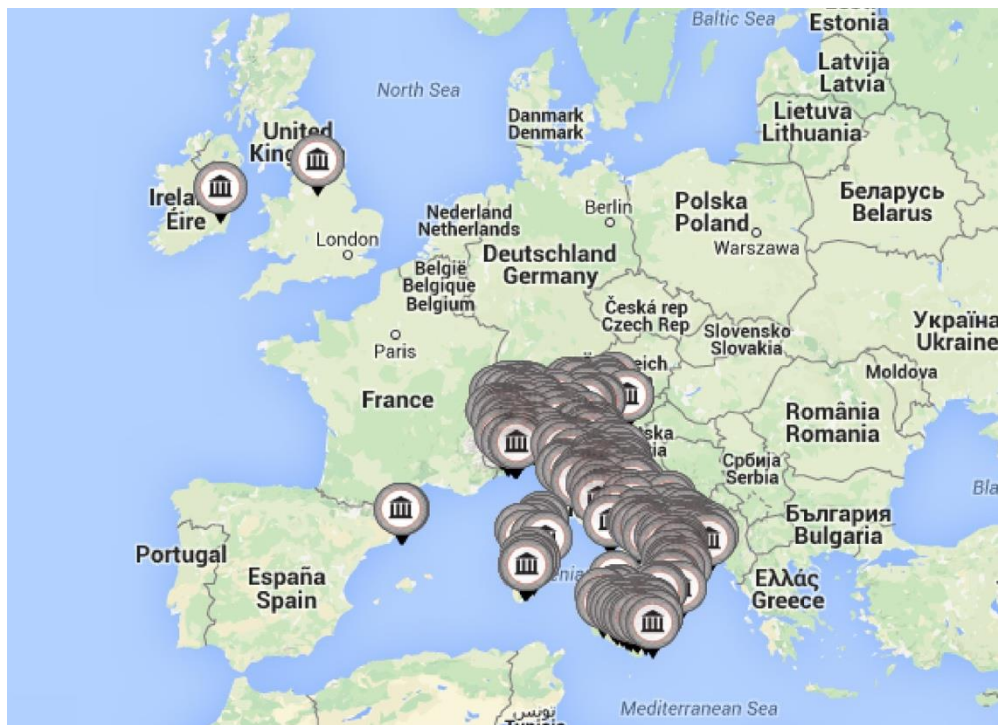 Baltic Sea
Estonia
Latvija
Latvia
North Sea
Danmark
Denmark
Lietuva
Lithuania
United
Беларусь
Belarus
Éire
Nederland
Netherlands
Berlin
Polska
Poland
Warszawa
London
Deutschland
Germany
België
Belgique
Belgium
Česká rep
Czech Rep
Slovensko
Slovakia
Україна
Ukraine
Paris
Moldova
France
România
Romania
Србија
Serbia
България
Bulgaria
Portugal
España
Spain
Ελλάς
Greece
تونس
Mediterranean Sea